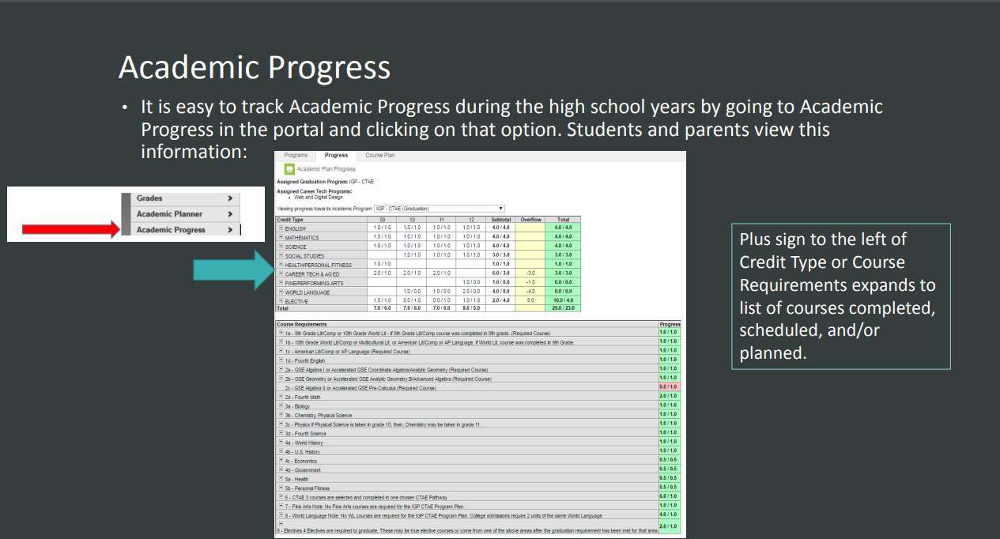 Academic Progress
• It is easy to track Academic Progress during the high school years by going to Academic
Progress in the portal and clicking on that option. Students and parents view this
information:
Grades
Academic Planner
Academic Progress
Programs Progress Course Plan
Academic Plan Progress
Assigned Graduation Program: IGP - CTAE
Assigned Career Tech Programs:
• Web and Digital Design
Viewing progress towards Academic Program: IGP - CTAE (Graduation)
Credit Type 09 10 11 12 Subtotal Overflow Total
ENGLISH 1.0 / 1.0 1.0 / 1.0 1.0 / 1.0 1.0 / 1.0 4.0 / 4.0 4.0 / 4.0
MATHEMATICS 1.0 / 1.0 1.0 / 1.0 1.0 / 1.0 1.0 / 1.0 4.0 / 4.0 4.0 / 4.0
SCIENCE 1.0 / 1.0 1.0 / 1.0 1.0 / 1.0 1.0 / 1.0 4.0 / 4.0 4.0 / 4.0
SOCIAL STUDIES 1.0 / 1.0 1.0 / 1.0 1.0 / 1.0 3.0 / 3.0 3.0 / 3.0
HEALTH/PERSONAL FITNESS 1.0 / 1.0 1.0 / 1.0 1.0 / 1.0
CAREER TECH & AG ED 2.0 / 1.0 2.0 / 1.0 2.0 / 1.0 6.0 / 3.0 -3.0 3.0 / 3.0
FINE/PERFORMING ARTS 1.0 / 0.0 1.0 / 0.0 -1.0 0.0 / 0.0
WORLD LANGUAGE 1.0 / 0.0 1.0 / 0.0 2.0 / 0.0 4.0 / 0.0 -4.0 0.0 / 0.0
ELECTIVE 1.0 / 1.0 0.0 / 1.0 0.0 / 1.0 1.0 / 1.0 2.0 / 4.0 8.0 10.0 / 4.0
Total 7.0 / 6.0 7.0 / 6.0 7.0 / 6.0 8.0 / 5.0 29.0 / 23.0
Course Requirements Progress
1a - 9th Grade Lit/Comp or 10th Grade World Lit - if 9th Grade Lit/Comp course was completed in 8th grade. (Required Course) 1.0 / 1.0
1b - 10th Grade World Lit/Comp or Multicultural Lit. or American Lit/Comp or AP Language, if World Lit. course was completed in 9th Grade. 1.0 / 1.0
1c - American Lit/Comp or AP Language (Required Course) 1.0 / 1.0
1d - Fourth English 1.0 / 1.0
2a - GSE Algebra I or Accelerated GSE Coordinate Algebra/Analytic Geometry (Required Course) 1.0 / 1.0
2b - GSE Geometry or Accelerated GSE Analytic Geometry B/Advanced Algebra (Required Course) 1.0 / 1.0
2c - GSE Algebra II or Accelerated GSE Pre-Calculus (Required Course) 0.0 / 1.0
2d - Fourth Math 2.0 / 1.0
3a - Biology 1.0 / 1.0
3b - Chemistry, Physical Science 1.0 / 1.0
3c - Physics If Physical Science is taken in grade 10, then, Chemistry may be taken in grade 11. 1.0 / 1.0
3d - Fourth Science 1.0 / 1.0
4a - World History 1.0 / 1.0
4b - U.S. History 1.0 / 1.0
4c - Economics 0.5 / 0.5
4d - Government 0.5 / 0.5
5a - Health 0.5 / 0.5
5b - Personal Fitness 0.5 / 0.5
6 - CTAE 3 courses are selected and completed in one chosen CTAE Pathway 6.0 / 1.0
7 - Fine Arts Note: No Fine Arts courses are required for the IGP CTAE Program Plan. 1.0 / 1.0
8 - World Language Note: No WL courses are required for the IGP CTAE Program Plan. College admissions require 2 units of the same World Language. 4.0 / 1.0
9 - Electives 4 Electives are required to graduate. These may be true elective courses or come from one of the above areas after the graduation requirement has been met for that area. 2.0 / 1.0
Plus sign to the left of
Credit Type or Course
Requirements expands to
list of courses completed,
scheduled, and/or
planned.